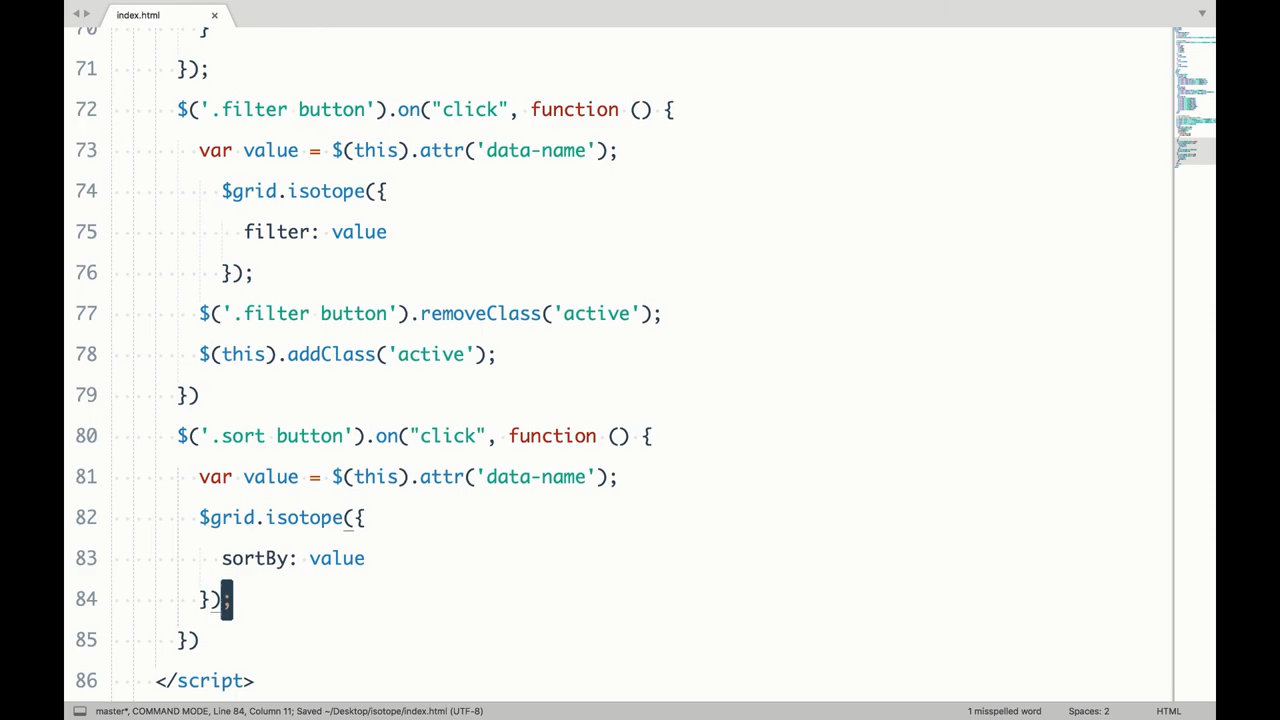 index.html ×
70 }
71 });
72 $('.filter button').on("click", function () {
73 var value = $(this).attr('data-name');
74 $grid.isotope({
75 filter: value
76 });
77 $('.filter button').removeClass('active');
78 $(this).addClass('active');
79 })
80 $('.sort button').on("click", function () {
81 var value = $(this).attr('data-name');
82 $grid.isotope({
83 sortBy: value
84 });
85 })
86 </script>
master*, COMMAND MODE, Line 84, Column 11; Saved ~/Desktop/isotope/index.html (UTF-8) 1 misspelled word Spaces: 2 HTML